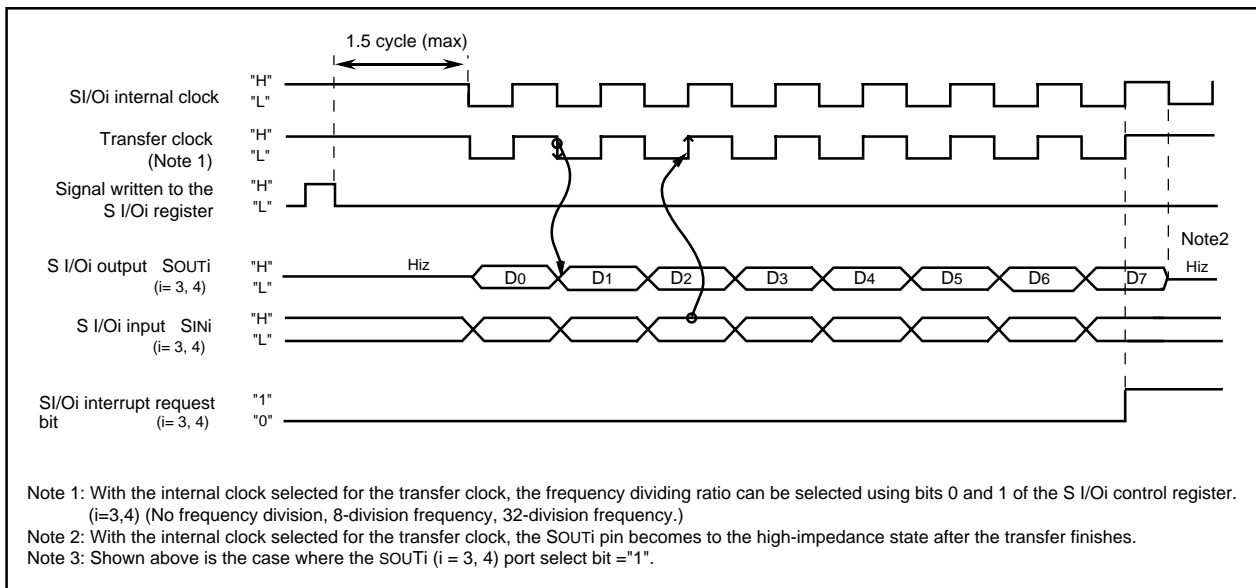 1.5 cycle (max)
SI/Oi internal clock
"H"
"L"
Transfer clock
(Note 1)
"H"
"L"
Signal written to the
S I/Oi register
"H"
"L"
Note2
S I/Oi output SOUTi
(i= 3, 4)
"H"
"L"
Hiz
D0
D1
D2
D3
D4
D5
D6
D7
Hiz
S I/Oi input SINi
(i= 3, 4)
"H"
"L"
SI/Oi interrupt request
bit (i= 3, 4)
"1"
"0"
Note 1: With the internal clock selected for the transfer clock, the frequency dividing ratio can be selected using bits 0 and 1 of the S I/Oi control register.
(i=3,4) (No frequency division, 8-division frequency, 32-division frequency.)
Note 2: With the internal clock selected for the transfer clock, the SOUTi pin becomes to the high-impedance state after the transfer finishes.
Note 3: Shown above is the case where the SOUTi (i = 3, 4) port select bit ="1".